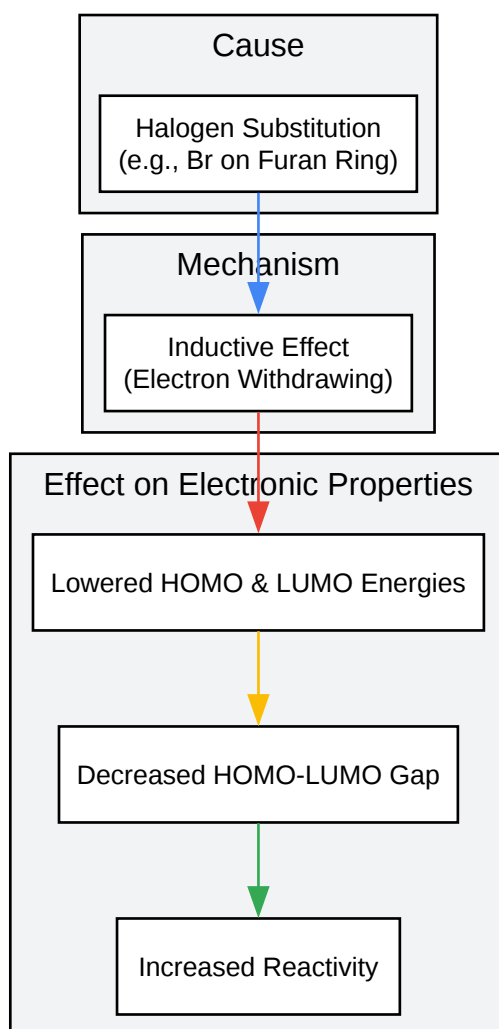 Cause
Halogen Substitution
(e.g., Br on Furan Ring)
Mechanism
Inductive Effect
(Electron Withdrawing)
Effect on Electronic Properties
Lowered HOMO & LUMO Energies
Decreased HOMO-LUMO Gap
Increased Reactivity